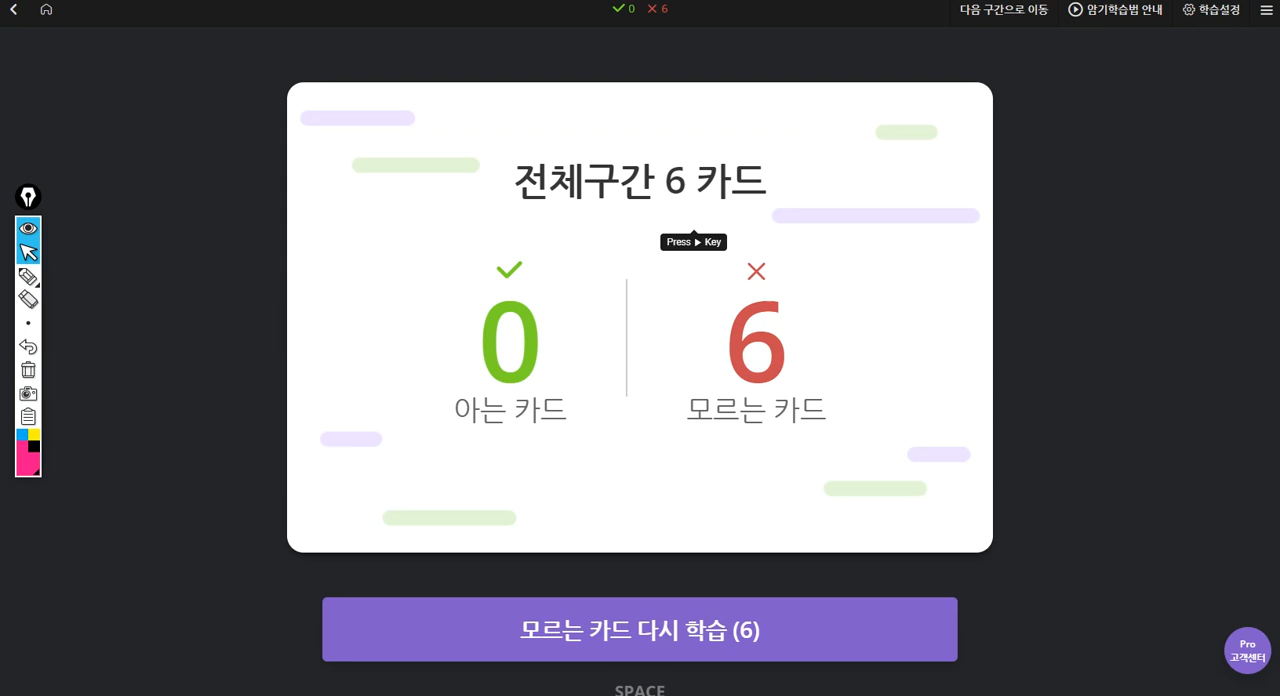 0 6
다음 구간으로 이동 암기학습법 안내 학습설정
전체구간 6 카드
Press ▶ Key
0 6
아는 카드 모르는 카드
모르는 카드 다시 학습 (6)
Pro
고객센터
SPACE